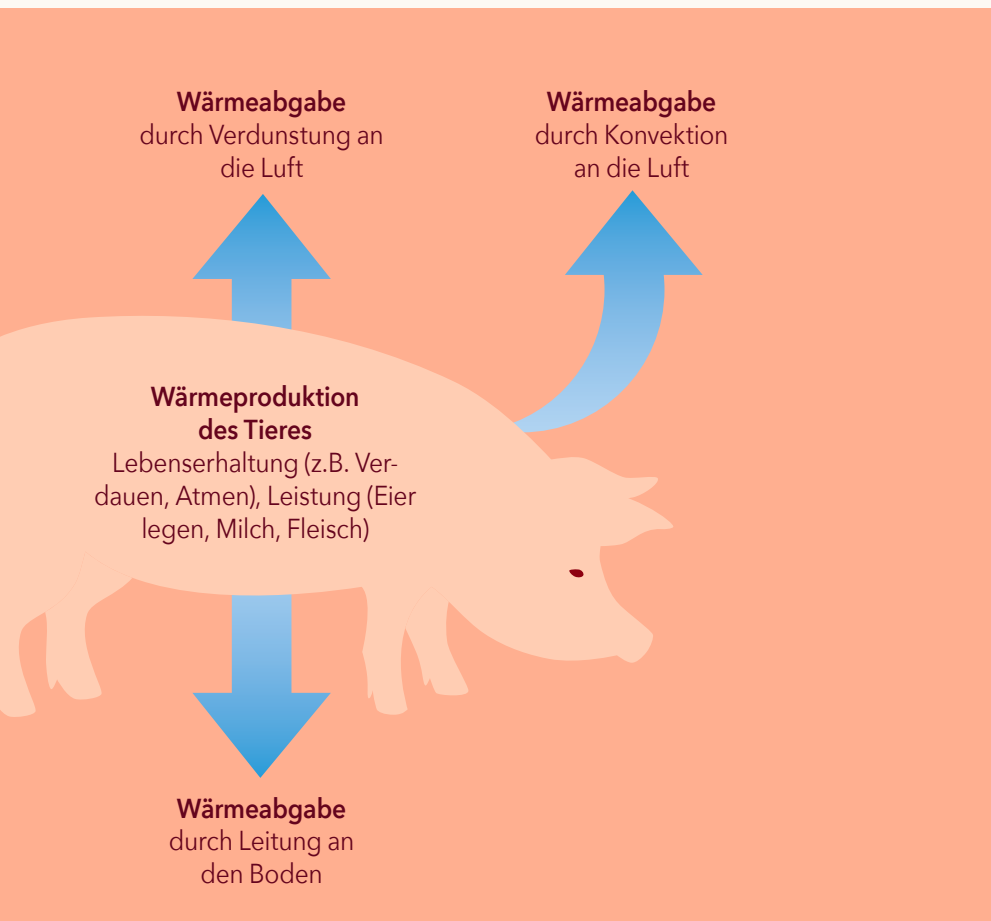 Wärmeabgabe
durch Verdunstung an
die Luft
Wärmeabgabe
durch Konvektion
an die Luft
Wärmeproduktion
des Tieres
Lebenserhaltung (z.B. Ver-
dauen, Atmen), Leistung (Eier
legen, Milch, Fleisch)
Wärmeabgabe
durch Leitung an
den Boden